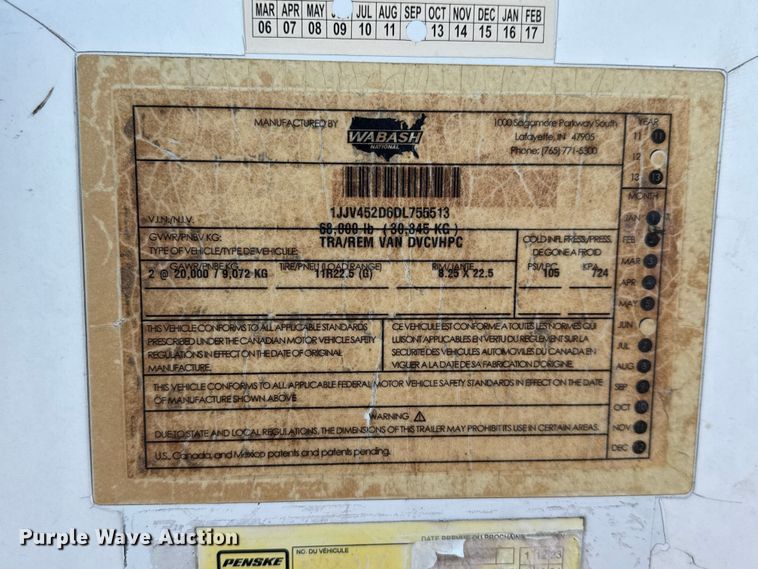 MAR APR MAY JUN JUL AUG SEP OCT NOV DEC JAN FEB
06 07 08 09 10 11 13 14 15 16 17
MANUFACTURED BY
WABASH
NATIONAL
1000 Sagamore Parkway South
Lafayette, IN 47905
Phone: (765) 771-5300
YEAR
11 11
12
13 13
MONTH
JAN
FEB
MAR
APR
MAY
JUN
JUL
AUG
SEP
OCT
NOV
DEC
1JJV452D6DL755513
V.I.N./N.I.V.
68,000 lb ( 30,845 KG )
GVWR/PNBV KG:
TRA/REM VAN DVCVHPC
TYPE OF VEHICLE/TYPE DE VEHICULE:
COLD INFL. PRESS./PRESS.
DE GONF. A FROID
GAWR/PNBE KG TIRE/PNEU (LOAD RANGE) RIM/JANTE PSI/LPC KPA
2 @ 20,000 / 9,072 KG 11R22.5 (G) 8.25 X 22.5 105 724
THIS VEHICLE CONFORMS TO ALL APPLICABLE STANDARDS
PRESCRIBED UNDER THE CANADIAN MOTOR VEHICLE SAFETY
REGULATIONS IN EFFECT ON THE DATE OF ORIGINAL
MANUFACTURE.
CE VEHICULE EST CONFORME A TOUTES LES NORMES QUI
LUI SONT APPLICABLES EN VERTU DU REGLEMENT SUR LA
SECURITE DES VEHICULES AUTOMOBILES DU CANADA EN
VIGUER A LA DATE DE SA FABRICATION D'ORIGINE.
THIS VEHICLE CONFORMS TO ALL APPLICABLE FEDERAL MOTOR VEHICLE SAFETY STANDARDS IN EFFECT ON THE DATE
OF MANUFACTURE SHOWN ABOVE
WARNING
DUE TO STATE AND LOCAL REGULATIONS, THE DIMENSIONS OF THIS TRAILER MAY PROHIBIT ITS USE IN CERTAIN AREAS.
U.S., Canada, and Mexico patents and patents pending.
Purple Wave Auction
PENSKE
NO. DU VÉHICULE
1 12 23